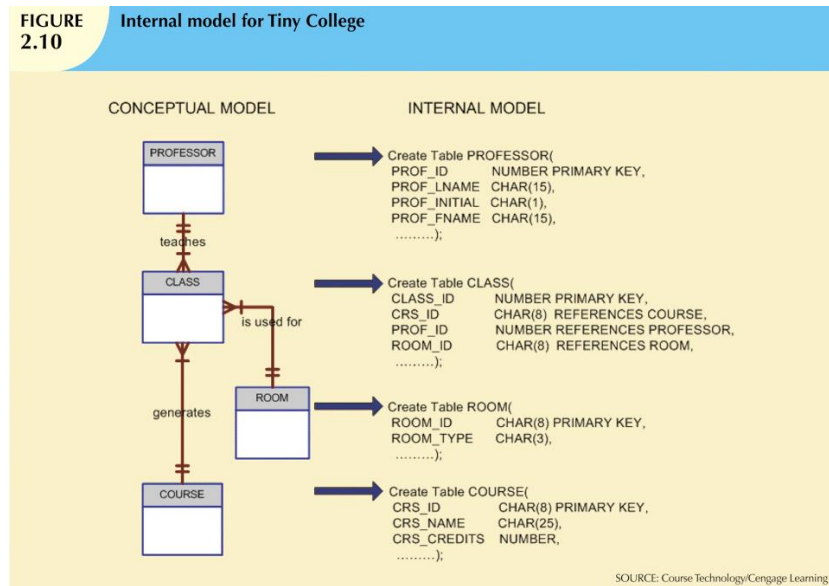 FIGURE 2.10
Internal model for Tiny College
CONCEPTUAL MODEL
INTERNAL MODEL
PROFESSOR
teaches
CLASS
is used for
ROOM
generates
COURSE
Create Table PROFESSOR(
PROF_ID NUMBER PRIMARY KEY,
PROF_LNAME CHAR(15),
PROF_INITIAL CHAR(1),
PROF_FNAME CHAR(15),
.........);
Create Table CLASS(
CLASS_ID NUMBER PRIMARY KEY,
CRS_ID CHAR(8) REFERENCES COURSE,
PROF_ID NUMBER REFERENCES PROFESSOR,
ROOM_ID CHAR(8) REFERENCES ROOM,
.........);
Create Table ROOM(
ROOM_ID CHAR(8) PRIMARY KEY,
ROOM_TYPE CHAR(3),
.........);
Create Table COURSE(
CRS_ID CHAR(8) PRIMARY KEY,
CRS_NAME CHAR(25),
CRS_CREDITS NUMBER,
.........);
SOURCE: Course Technology/Cengage Learning